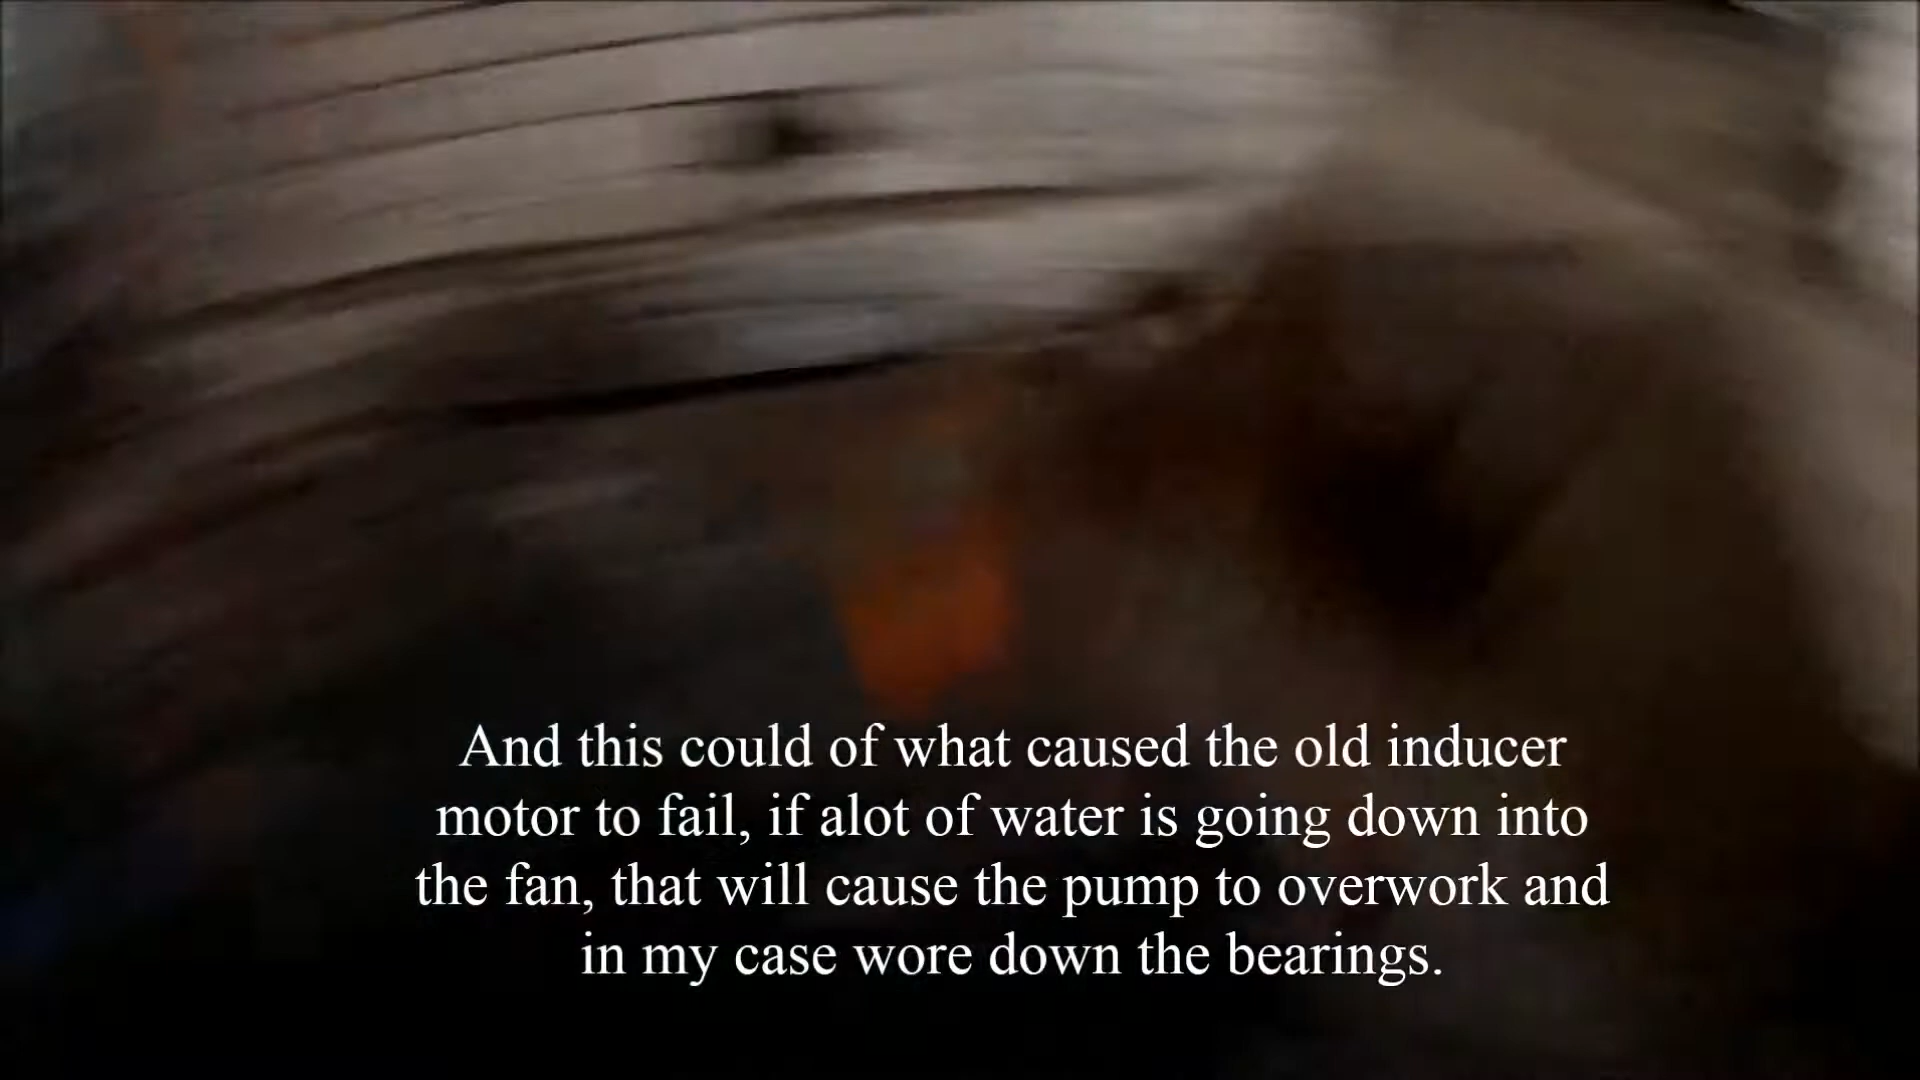 And this could of what caused the old inducer
motor to fail, if alot of water is going down into
the fan, that will cause the pump to overwork and
in my case wore down the bearings.